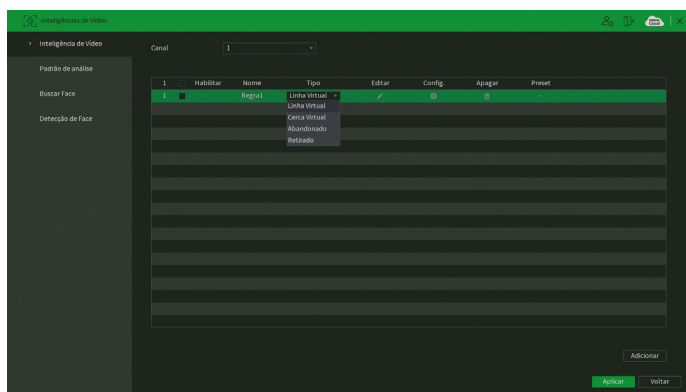 Inteligências de Vídeo
Inteligência de Vídeo
Padrão de análise
Buscar Face
Detecção de Face
Canal 1
1 Habilitar Nome Tipo Editar Config. Apagar Preset
1 Regra1 Linha Virtual -
Linha Virtual
Cerca Virtual
Abandonado
Retirado
Adicionar
Aplicar Voltar